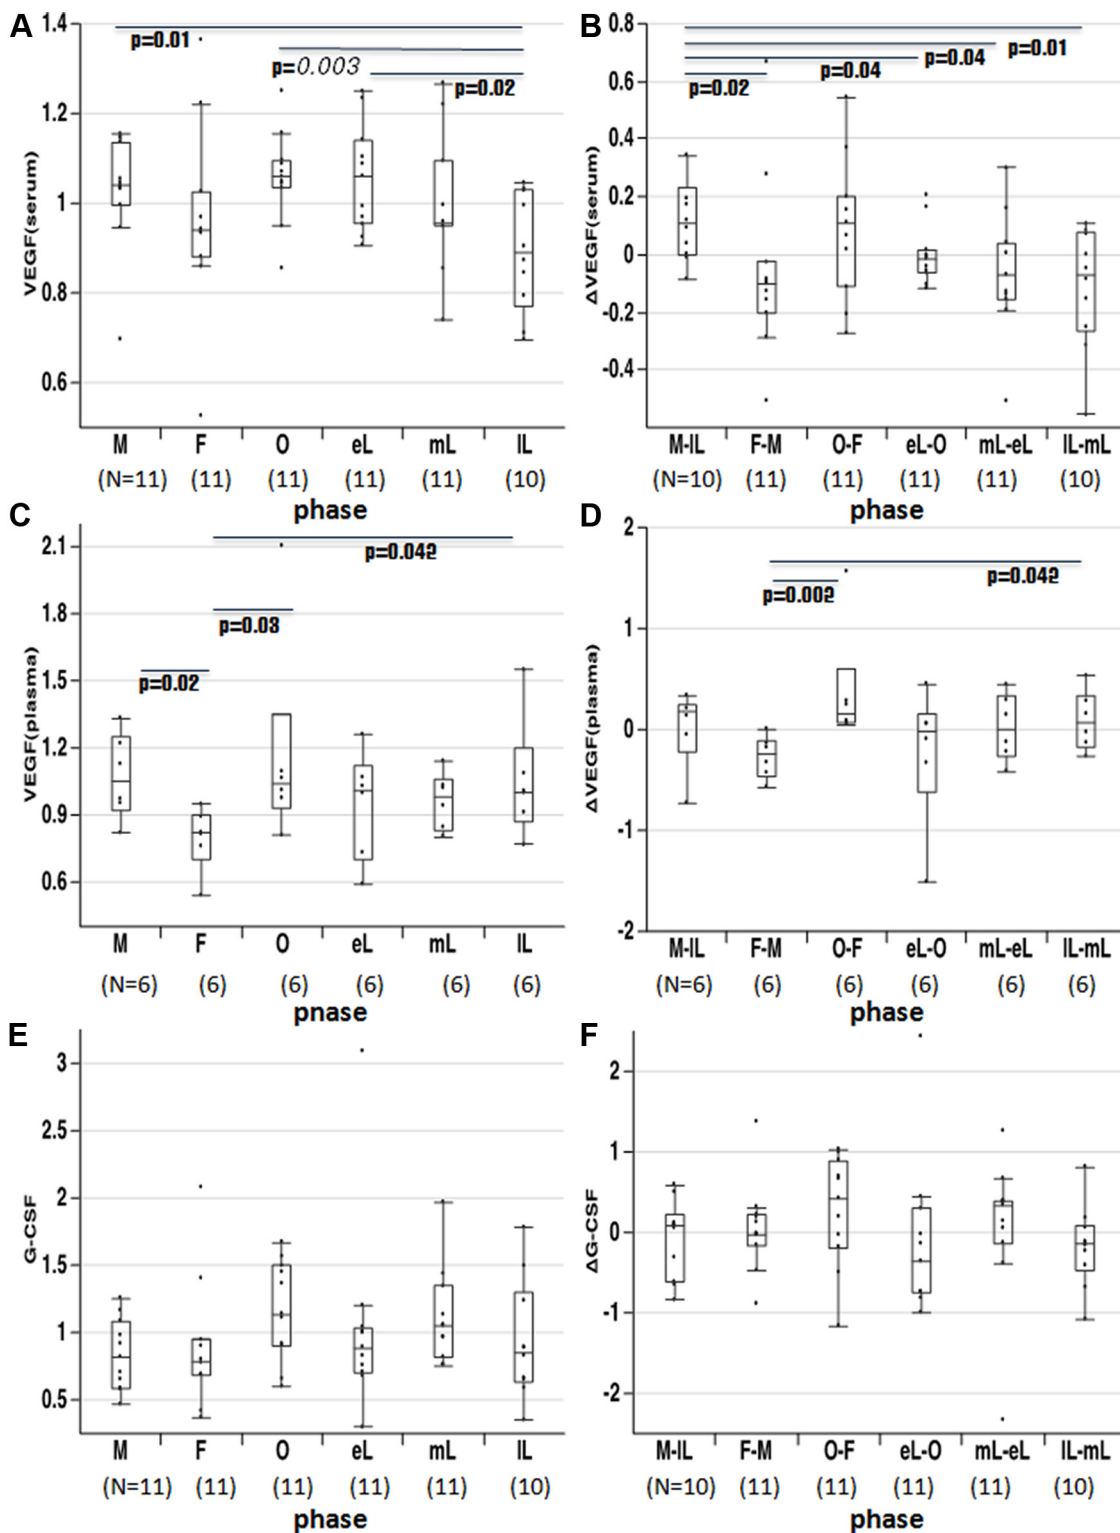 A
VEGF(serum)
1.4
1.2
1
0.8
0.6
p=0.01
p=0.003
p=0.02
M F O eL mL lL
(N=11) (11) (11) (11) (11) (10)
phase
B
ΔVEGF(serum)
0.8
0.6
0.4
0.2
0
-0.2
-0.4
p=0.01
p=0.04
p=0.04
p=0.02
M-lL F-M O-F eL-O mL-eL lL-mL
(N=10) (11) (11) (11) (11) (10)
phase
C
VEGF(plasma)
2.1
1.8
1.5
1.2
0.9
0.6
p=0.042
p=0.03
p=0.02
M F O eL mL lL
(N=6) (6) (6) (6) (6) (6)
pnase
D
ΔVEGF(plasma)
2
1
0
-1
-2
p=0.042
p=0.002
M-lL F-M O-F eL-O mL-eL lL-mL
(N=6) (6) (6) (6) (6) (6)
phase
E
G-CSF
3
2.5
2
1.5
1
0.5
M F O eL mL lL
(N=11) (11) (11) (11) (11) (10)
phase
F
ΔG-CSF
2
1
0
-1
-2
M-lL F-M O-F eL-O mL-eL lL-mL
(N=10) (11) (11) (11) (11) (10)
phase